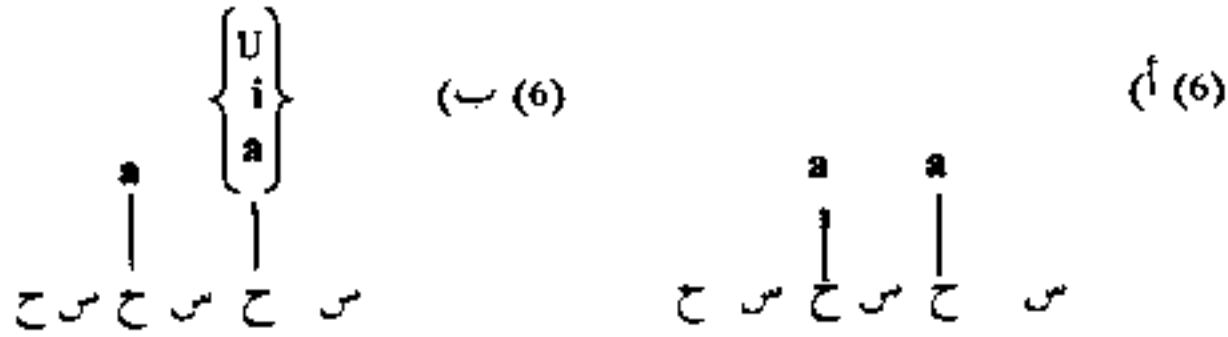 (6) أ)
a a
س ح س ح س ح
(6) ب)
U
i
a
a
س ح س ح س ح